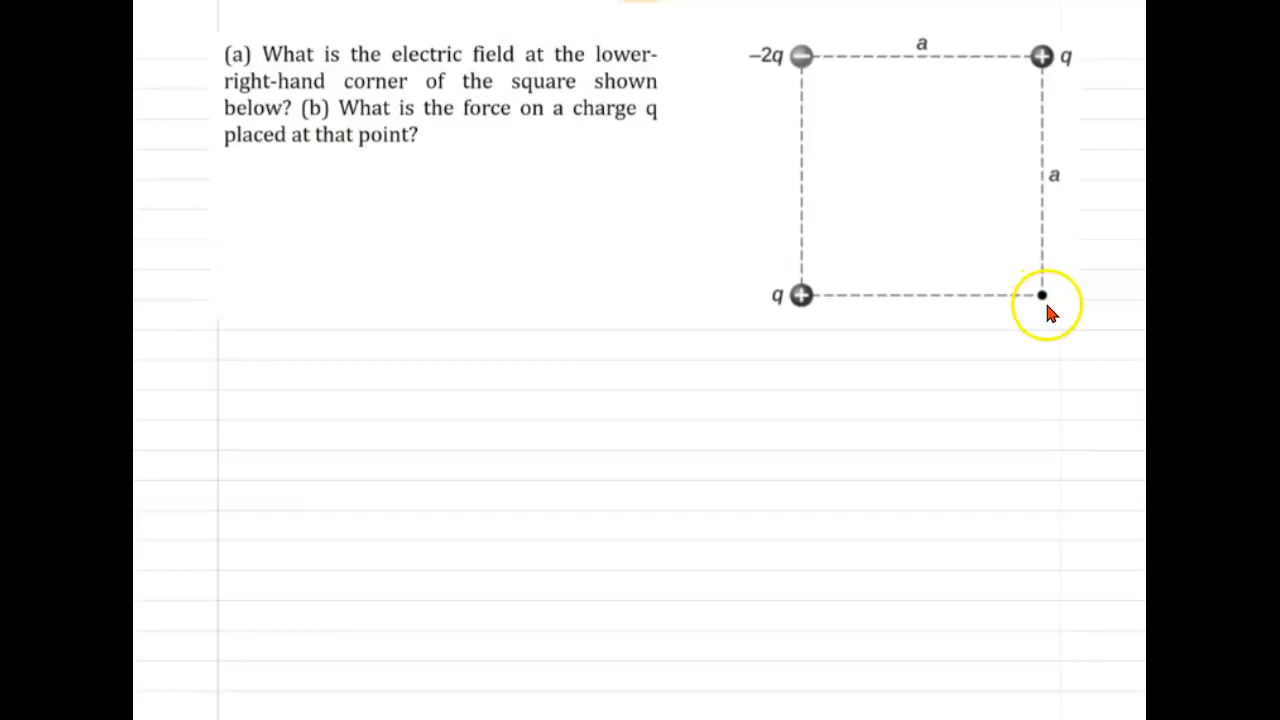 (a) What is the electric field at the lower-
right-hand corner of the square shown
below? (b) What is the force on a charge q
placed at that point?
−2q − a + q
a
q +